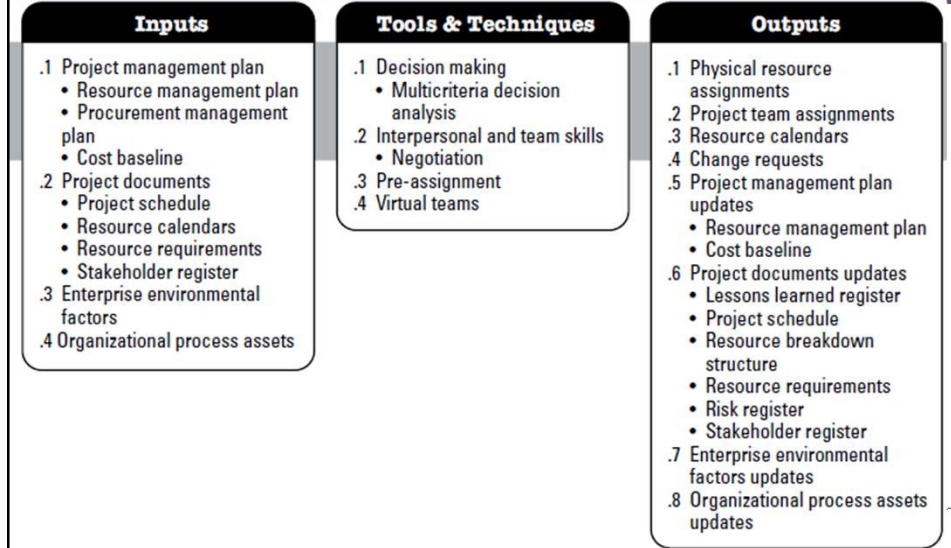 Inputs
.1 Project management plan
• Resource management plan
• Procurement management
plan
• Cost baseline
.2 Project documents
• Project schedule
• Resource calendars
• Resource requirements
• Stakeholder register
.3 Enterprise environmental
factors
.4 Organizational process assets
Tools & Techniques
.1 Decision making
• Multicriteria decision
analysis
.2 Interpersonal and team skills
• Negotiation
.3 Pre-assignment
.4 Virtual teams
Outputs
.1 Physical resource
assignments
.2 Project team assignments
.3 Resource calendars
.4 Change requests
.5 Project management plan
updates
• Resource management plan
• Cost baseline
.6 Project documents updates
• Lessons learned register
• Project schedule
• Resource breakdown
structure
• Resource requirements
• Risk register
• Stakeholder register
.7 Enterprise environmental
factors updates
.8 Organizational process assets
updates